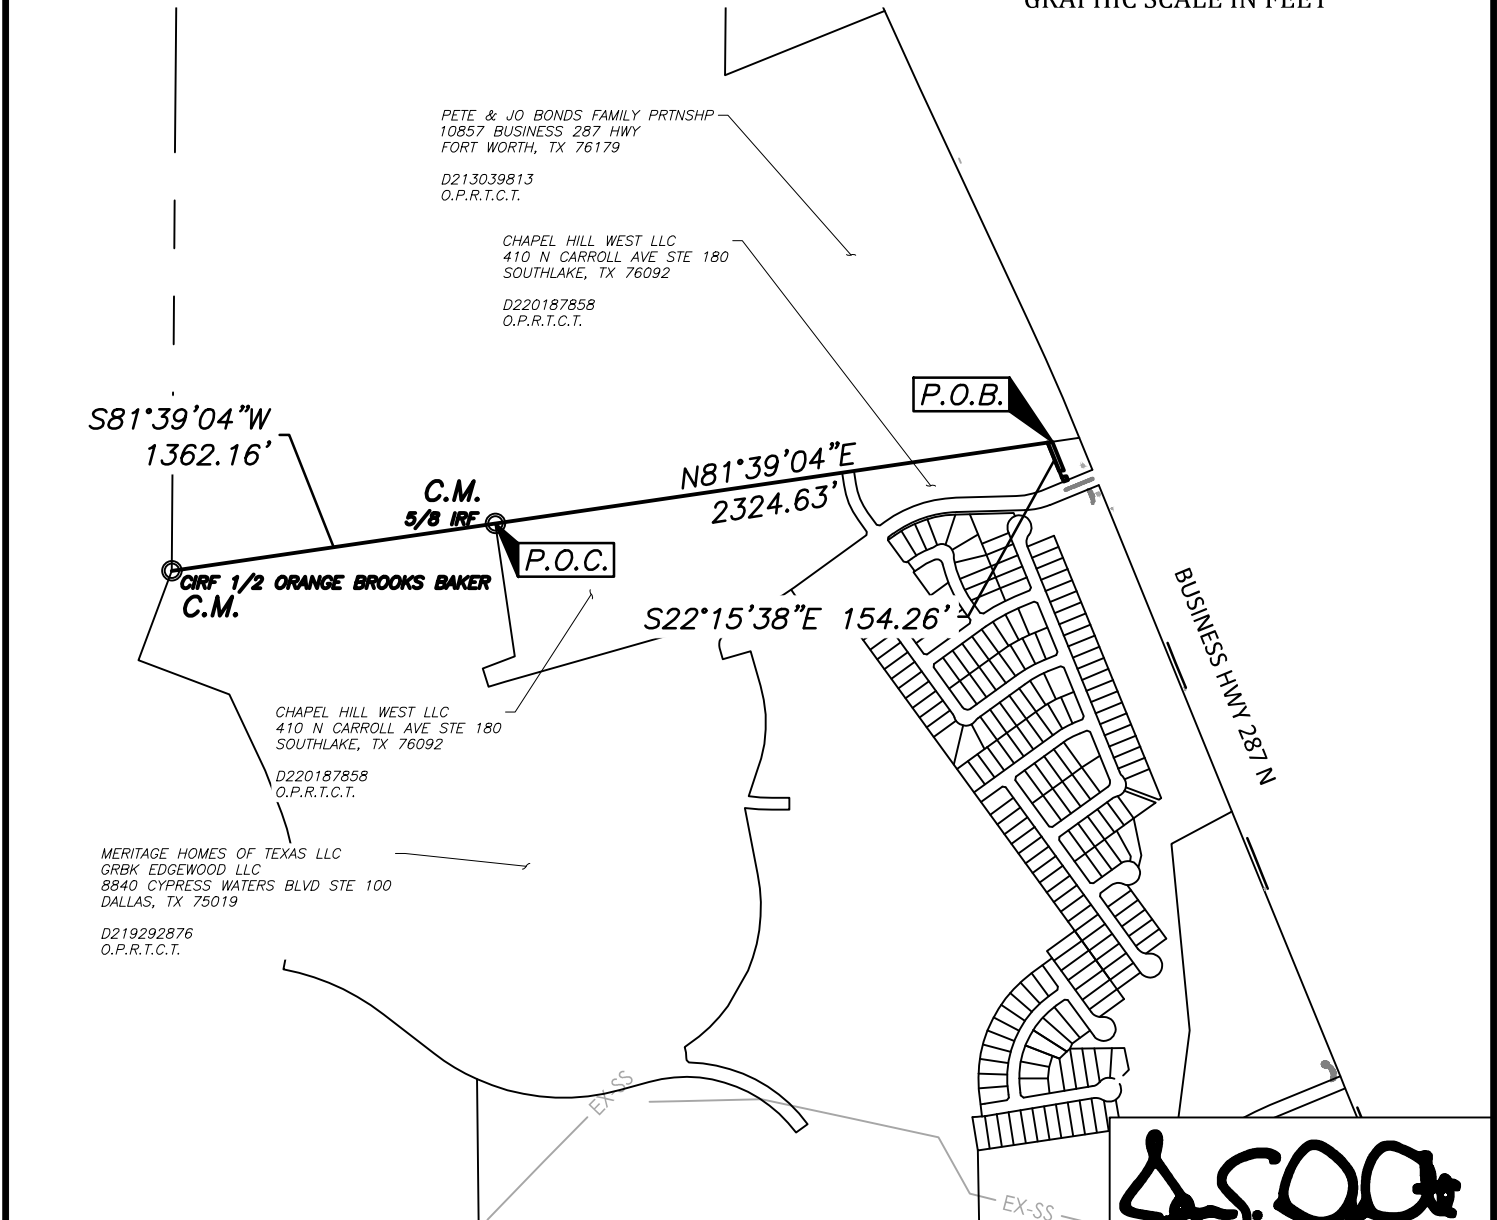 GRAPHIC SCALE IN FEET
PETE & JO BONDS FAMILY PRTNSHP
10857 BUSINESS 287 HWY
FORT WORTH, TX 76179
D213039813
O.P.R.T.C.T.
CHAPEL HILL WEST LLC
410 N CARROLL AVE STE 180
SOUTHLAKE, TX 76092
D220187858
O.P.R.T.C.T.
P.O.B.
S81°39'04"W
1362.16'
N81°39'04"E
2324.63'
C.M.
5/8 IRF
P.O.C.
CIRF 1/2 ORANGE BROOKS BAKER
C.M.
S22°15'38"E 154.26'
BUSINESS HWY 287 N
CHAPEL HILL WEST LLC
410 N CARROLL AVE STE 180
SOUTHLAKE, TX 76092
D220187858
O.P.R.T.C.T.
MERITAGE HOMES OF TEXAS LLC
GRBK EDGEWOOD LLC
8840 CYPRESS WATERS BLVD STE 100
DALLAS, TX 75019
D219292876
O.P.R.T.C.T.
EX-SS
EX-SS